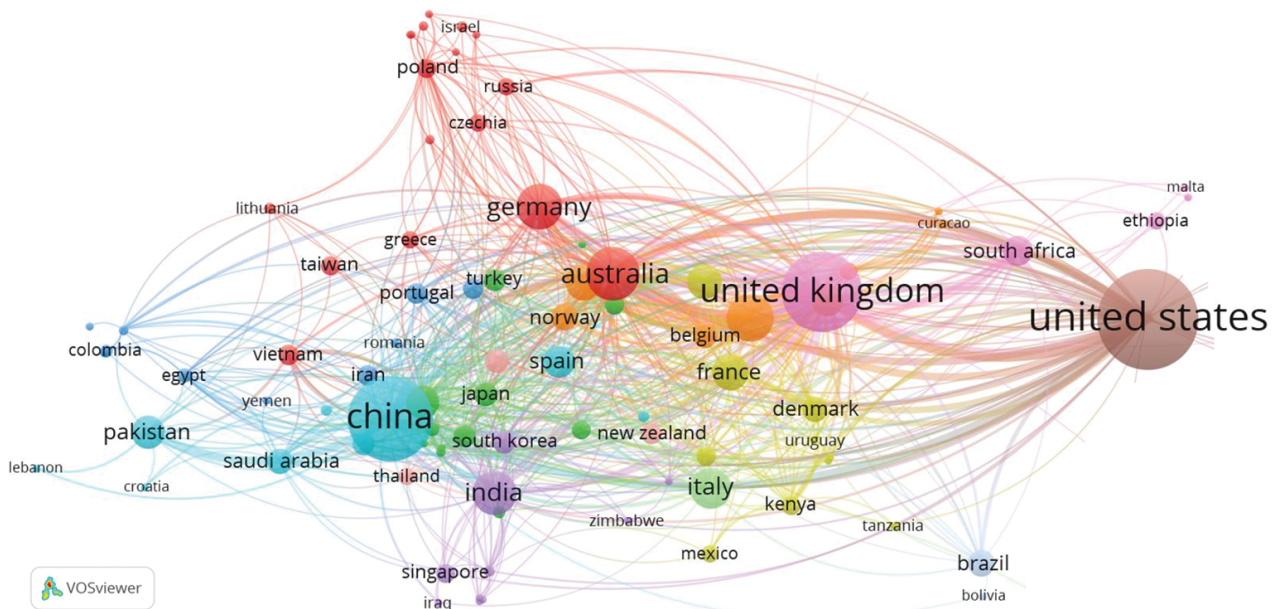 israel
poland
russia
czechia
malta
germany
lithuania
ethiopia
curacao
greece
south africa
taiwan
australia
turkey
portugal
united kingdom
norway
united states
belgium
romania
colombia
vietnam
spain
egypt
iran
france
japan
yemen
china
denmark
pakistan
south korea
new zealand
uruguay
saudi arabia
lebanon
thailand
croatia
india
italy
kenya
zimbabwe
tanzania
mexico
brazil
singapore
VOSviewer
bolivia
iraq